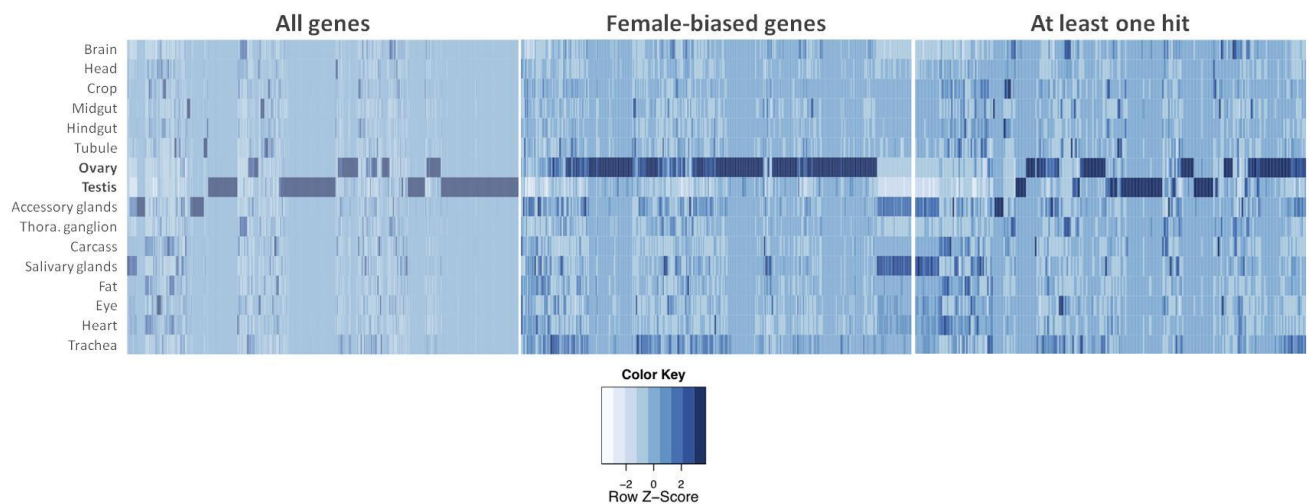 All genes Female-biased genes At least one hit
Brain
Head
Crop
Midgut
Hindgut
Tubule
Ovary
Testis
Accessory glands
Thora. ganglion
Carcass
Salivary glands
Fat
Eye
Heart
Trachea
Color Key
−2 0 2
Row Z−Score